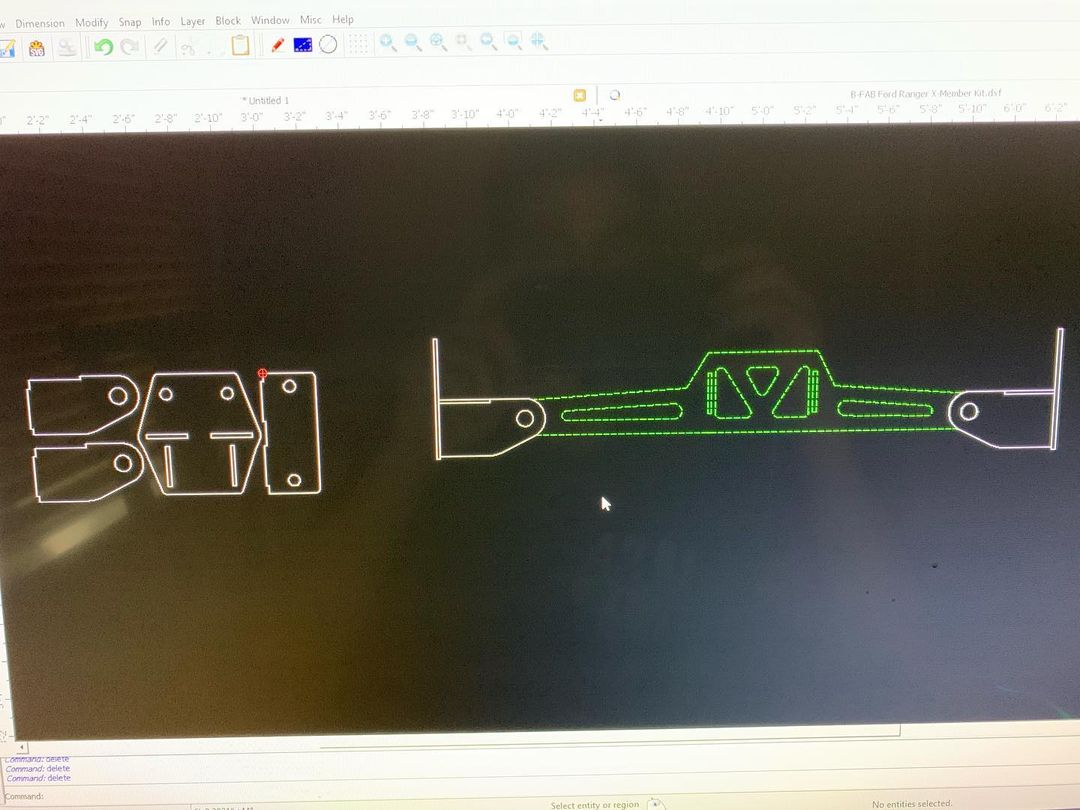 Dimension Modify Snap Info Layer Block Window Misc Help
* Untitled 1
B-FAB Ford Ranger X-Member Kit.dxf
2'-2" 2'-4" 2'-6" 2'-8" 2'-10" 3'-0" 3'-2" 3'-4" 3'-6" 3'-8" 3'-10" 4'-0" 4'-2" 4'-4" 4'-6" 4'-8" 4'-10" 5'-0" 5'-2" 5'-4" 5'-6" 5'-8" 5'-10" 6'-0" 6'-2"
Command: delete
Command: delete
Command: delete
Command:
Select entity or region
No entities selected.